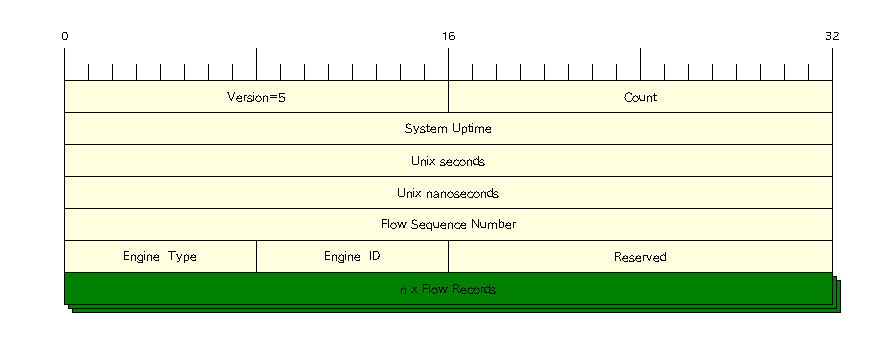 0 16 32
Version=5 Count
System Uptime
Unix seconds
Unix nanoseconds
Flow Sequence Number
Engine Type Engine ID Reserved
n x Flow Records